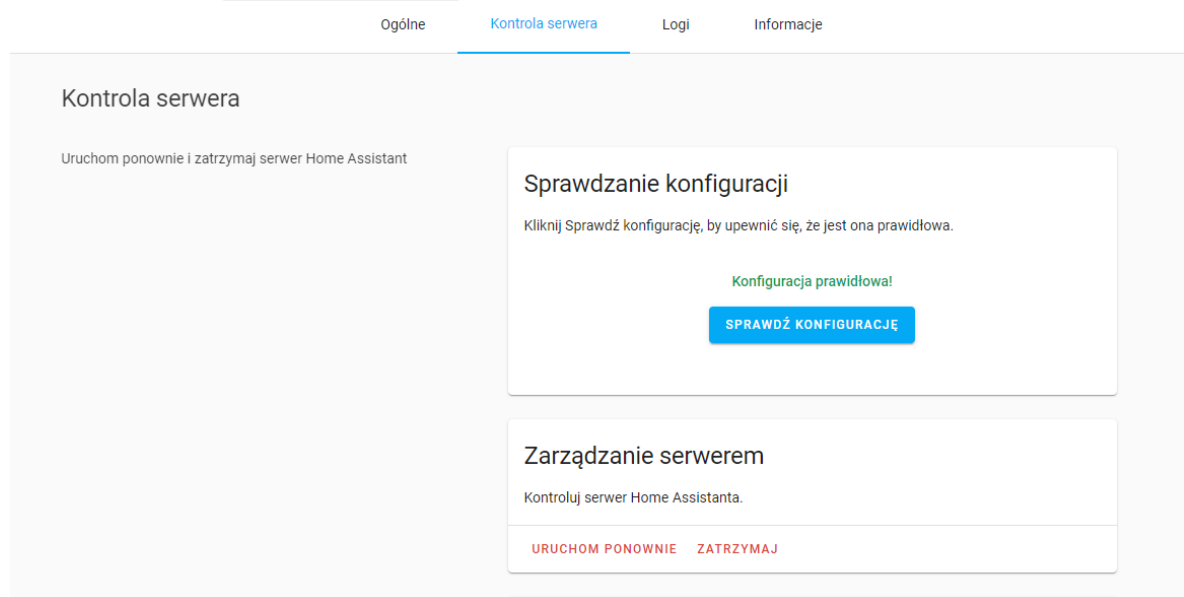 Ogólne Kontrola serwera Logi Informacje
Kontrola serwera
Uruchom ponownie i zatrzymaj serwer Home Assistant
Sprawdzanie konfiguracji
Kliknij Sprawdź konfigurację, by upewnić się, że jest ona prawidłowa.
Konfiguracja prawidłowa!
SPRAWDŹ KONFIGURACJĘ
Zarządzanie serwerem
Kontroluj serwer Home Assistanta.
URUCHOM PONOWNIE ZATRZYMAJ